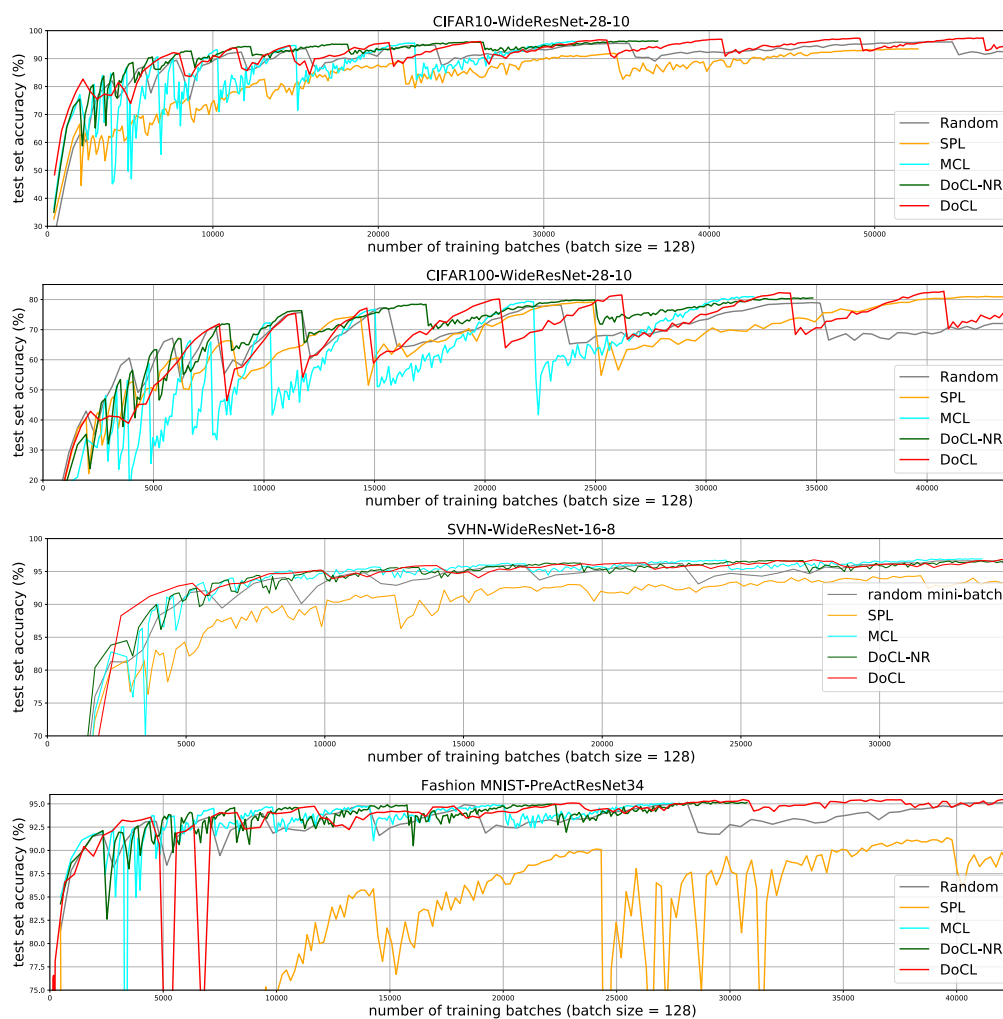 CIFAR10-WideResNet-28-10
test set accuracy (%)
100
90
80
70
60
50
40
30
Random
SPL
MCL
DoCL-NR
DoCL
0 10000 20000 30000 40000 50000
number of training batches (batch size = 128)
CIFAR100-WideResNet-28-10
test set accuracy (%)
80
70
60
50
40
30
20
Random
SPL
MCL
DoCL-NR
DoCL
5000 10000 15000 20000 25000 30000 35000 40000
number of training batches (batch size = 128)
SVHN-WideResNet-16-8
test set accuracy (%)
100
95
90
85
80
75
70
random mini-batch
SPL
MCL
DoCL-NR
DoCL
0 5000 10000 15000 20000 25000 30000
number of training batches (batch size = 128)
Fashion MNIST-PreActResNet34
test set accuracy (%)
95.0
92.5
90.0
87.5
85.0
82.5
80.0
77.5
75.0
Random
SPL
MCL
DoCL-NR
DoCL
0 5000 10000 15000 20000 25000 30000 35000 40000
number of training batches (batch size = 128)